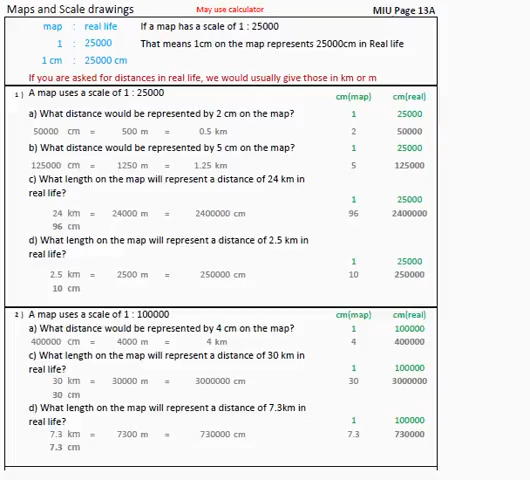 Maps and Scale drawings May use calculator MIU Page 13A
map : real life If a map has a scale of 1 : 25000
1 : 25000 That means 1cm on the map represents 25000cm in Real life
1 cm : 25000 cm
If you are asked for distances in real life, we would usually give those in km or m
1 ) A map uses a scale of 1 : 25000 cm(map) cm(real)
a) What distance would be represented by 2 cm on the map? 1 25000
50000 cm = 500 m = 0.5 km 2 50000
b) What distance would be represented by 5 cm on the map? 1 25000
125000 cm = 1250 m = 1.25 km 5 125000
c) What length on the map will represent a distance of 24 km in
real life? 1 25000
24 km = 24000 m = 2400000 cm 96 2400000
96 cm
d) What length on the map will represent a distance of 2.5 km in
real life? 1 25000
2.5 km = 2500 m = 250000 cm 10 250000
10 cm
2 ) A map uses a scale of 1 : 100000 cm(map) cm(real)
a) What distance would be represented by 4 cm on the map? 1 100000
400000 cm = 4000 m = 4 km 4 400000
c) What length on the map will represent a distance of 30 km in
real life? 1 100000
30 km = 30000 m = 3000000 cm 30 3000000
30 cm
d) What length on the map will represent a distance of 7.3km in
real life? 1 100000
7.3 km = 7300 m = 730000 cm 7.3 730000
7.3 cm